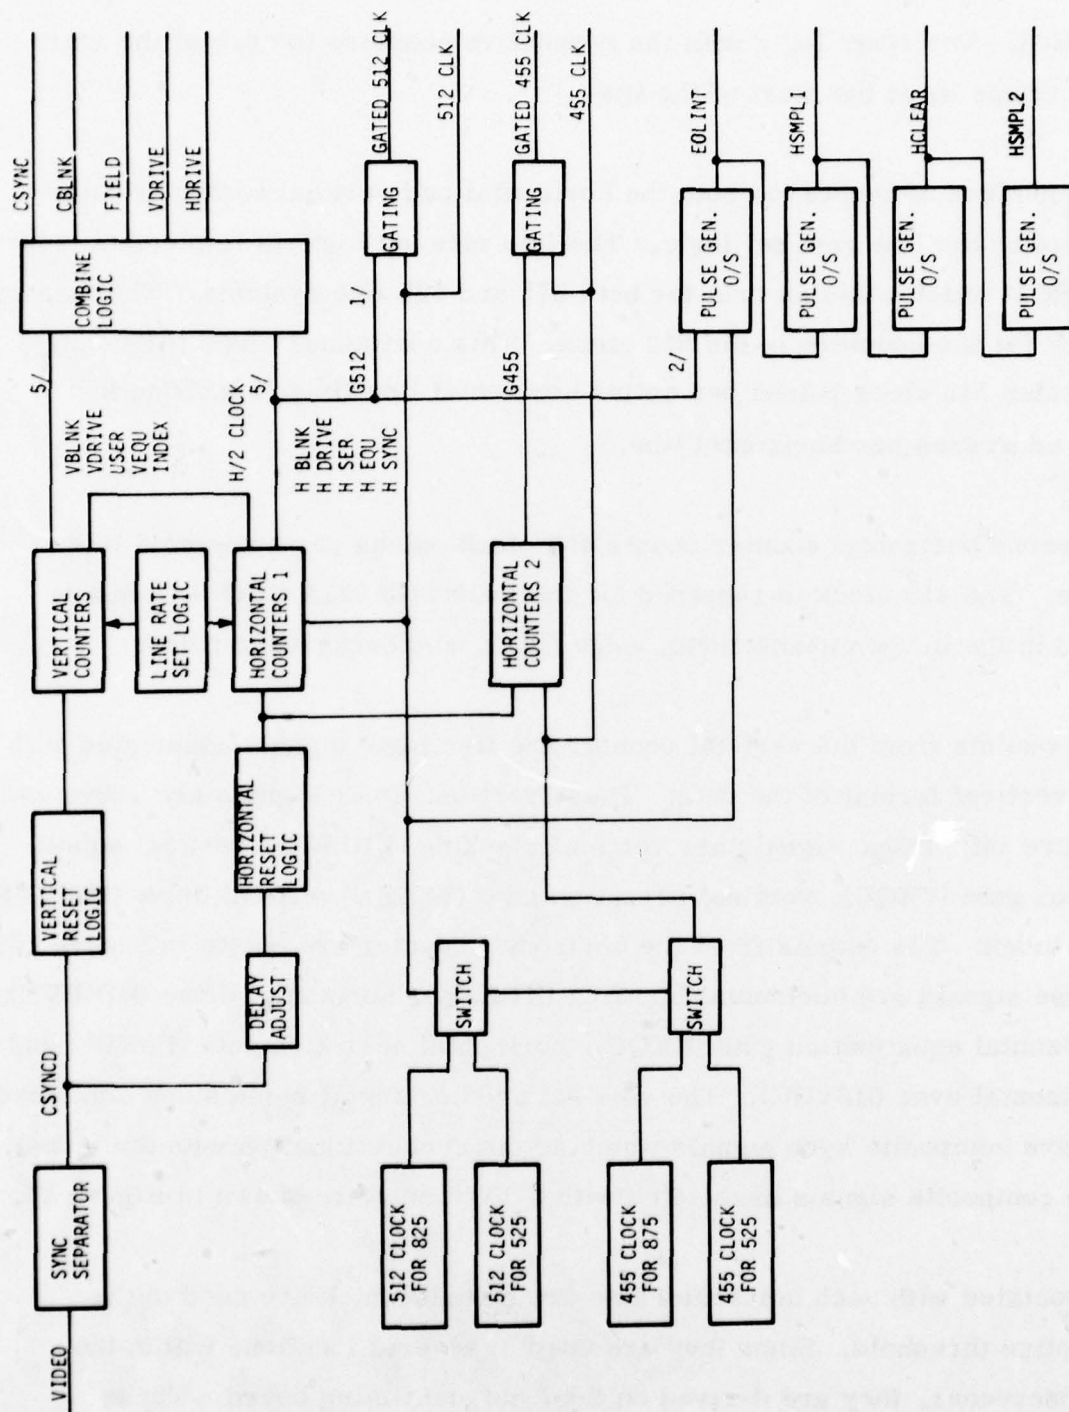 VIDEO
SYNC
SEPARATOR
CSYNCD
VERTICAL
RESET
LOGIC
VERTICAL
COUNTERS
5/
VBLNK
VDRIVE
USER
VEQU
INDEX
COMBINE
LOGIC
CSYNC
CBLNK
FIELD
VDRIVE
HDRIVE
LINE RATE
SET LOGIC
DELAY
ADJUST
HORIZONTAL
RESET
LOGIC
HORIZONTAL
COUNTERS 1
H/2 CLOCK
5/
H BLNK
H DRIVE
H SER
H EQU
H SYNC
512 CLOCK
FOR 825
512 CLOCK
FOR 525
SWITCH
G512
1/
GATING
GATED 512 CLK
512 CLK
HORIZONTAL
COUNTERS 2
G455
GATING
GATED 455 CLK
455 CLK
455 CLOCK
FOR 875
455 CLOCK
FOR 525
SWITCH
2/
PULSE GEN.
O/S
EOLINT
PULSE GEN.
O/S
HSMPL1
PULSE GEN.
O/S
HCLEAR
PULSE GEN.
O/S
HSMPL2